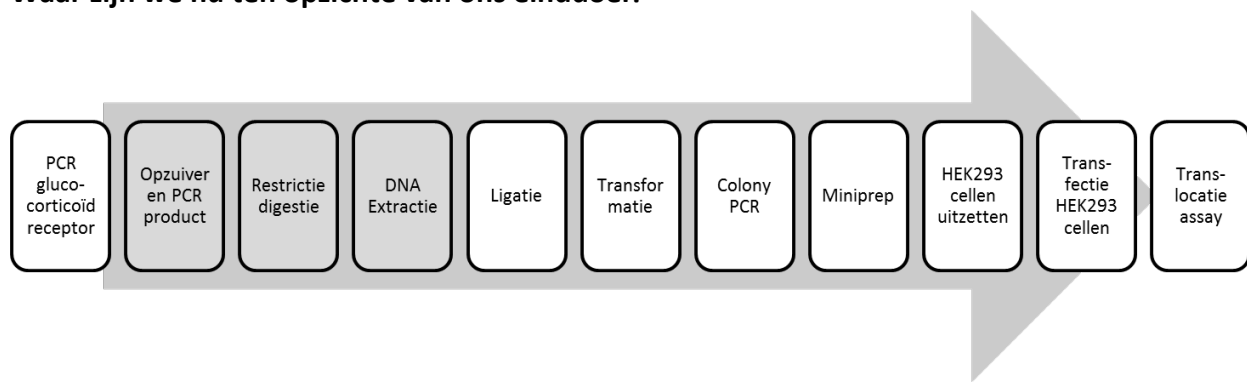 Waar zijn we nu ten opzichte van ons einddoel?
PCR
gluco-
corticoïd
receptor
Opzuiver
en PCR
product
Restrictie
digestie
DNA
Extractie
Ligatie
Transfor
matie
Colony
PCR
Miniprep
HEK293
cellen
uitzetten
Trans-
fectie
HEK293
cellen
Trans-
locatie
assay